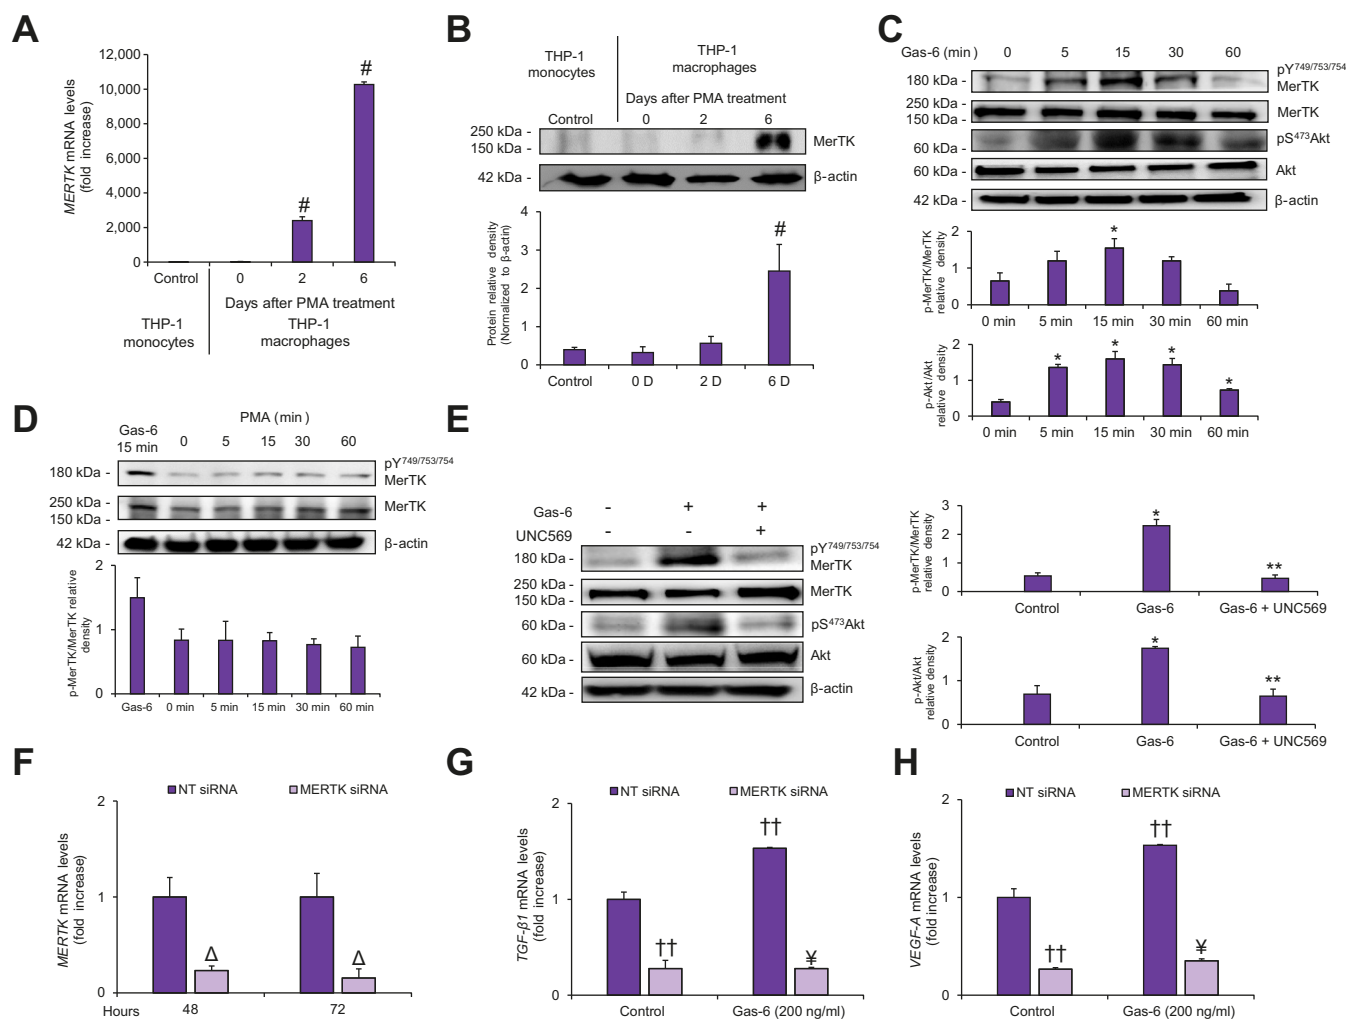 A
MERTK mRNA levels
(fold increase)
12,000
10,000
8,000
6,000
4,000
2,000
0
#
#
Control
0
2
6
Days after PMA treatment
THP-1
monocytes
THP-1
macrophages
B
THP-1
monocytes
THP-1
macrophages
Days after PMA treatment
Control
0
2
6
250 kDa -
150 kDa -
MerTK
42 kDa -
β-actin
Protein relative density
(Normalized to β-actin)
4
3
2
1
0
#
Control
0 D
2 D
6 D
C
Gas-6 (min)
0
5
15
30
60
180 kDa -
pY749/753/754
MerTK
250 kDa -
150 kDa -
MerTK
60 kDa -
pS473Akt
60 kDa -
Akt
42 kDa -
β-actin
p-MerTK/MerTK
relative density
2
1
0
*
0 min
5 min
15 min
30 min
60 min
p-Akt/Akt
relative density
2
1
0
*
*
*
*
0 min
5 min
15 min
30 min
60 min
D
Gas-6
15 min
PMA (min)
0
5
15
30
60
180 kDa -
pY749/753/754
MerTK
250 kDa -
150 kDa -
MerTK
42 kDa -
β-actin
p-MerTK/MerTK relative
density
2
1
0
Gas-6
0 min
5 min
15 min
30 min
60 min
E
Gas-6 - + +
UNC569 - - +
180 kDa -
pY749/753/754
MerTK
250 kDa -
150 kDa -
MerTK
60 kDa -
pS473Akt
60 kDa -
Akt
42 kDa -
β-actin
p-MerTK/MerTK
relative density
3
2
1
0
*
**
Control
Gas-6
Gas-6 + UNC569
p-Akt/Akt
relative density
2
1
0
*
**
Control
Gas-6
Gas-6 + UNC569
F
NT siRNA
MERTK siRNA
MERTK mRNA levels
(fold increase)
2
1
0
Δ
Δ
Hours
48
72
G
NT siRNA
MERTK siRNA
TGF-β1 mRNA levels
(fold increase)
2
1
0
††
††
¥
Control
Gas-6 (200 ng/ml)
H
NT siRNA
MERTK siRNA
VEGF-A mRNA levels
(fold increase)
2
1
0
††
††
¥
Control
Gas-6 (200 ng/ml)